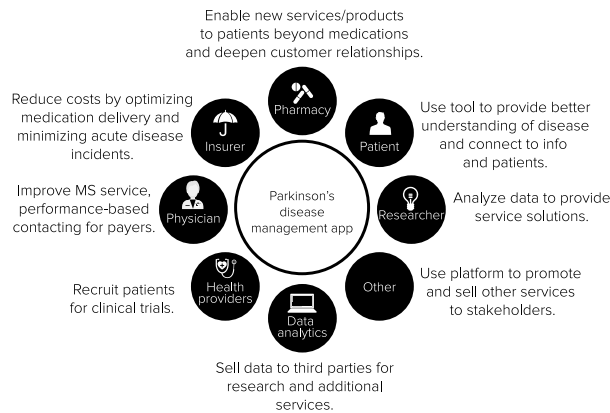 Enable new services/products
to patients beyond medications
and deepen customer relationships.
Pharmacy
Use tool to provide better
understanding of disease
and connect to info
and patients.
Patient
Analyze data to provide
service solutions.
Researcher
Use platform to promote
and sell other services
to stakeholders.
Other
Sell data to third parties for
research and additional
services.
Data
analytics
Recruit patients
for clinical trials.
Health
providers
Improve MS service,
performance-based
contacting for payers.
Physician
Reduce costs by optimizing
medication delivery and
minimizing acute disease
incidents.
Insurer
Parkinson's
disease
management app